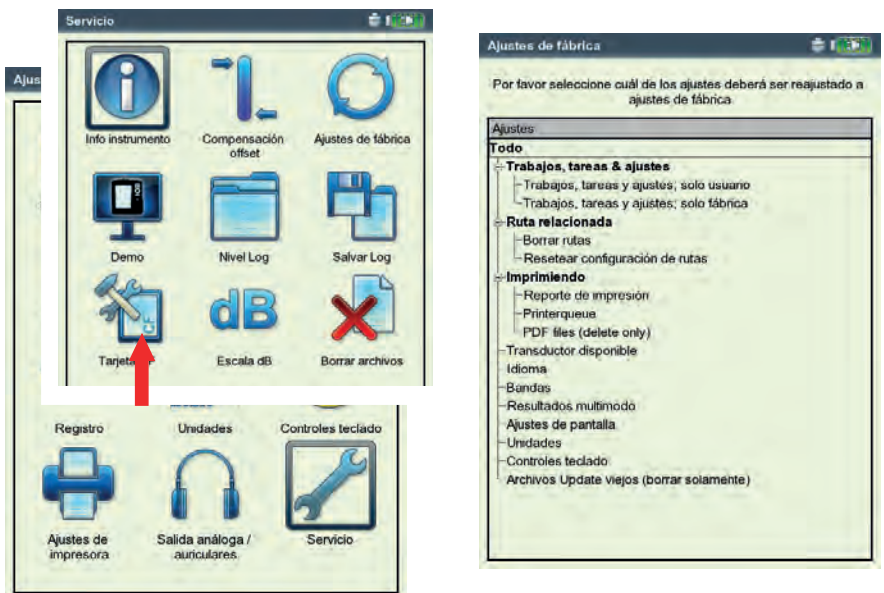 Servicio
Info instrumento
Compensación
offset
Ajustes de fábrica
Demo
Nivel Log
Salvar Log
CF
dB
Escala dB
Borrar archivos
Ajus
Registro
Unidades
Controles teclado
Ajustes de
impresora
Salida análoga /
auriculares
Servicio
Ajustes de fábrica
Por favor seleccione cuál de los ajustes deberá ser reajustado a
ajustes de fábrica
Ajustes
Todo
Trabajos, tareas & ajustes
Trabajos, tareas y ajustes; solo usuario
Trabajos, tareas y ajustes; solo fábrica
Ruta relacionada
Borrar rutas
Resetear configuración de rutas
Imprimiendo
Reporte de impresión
Printerqueue
PDF files (delete only)
Transductor disponible
Idioma
Bandas
Resultados multimodo
Ajustes de pantalla
Unidades
Controles teclado
Archivos Update viejos (borrar solamente)